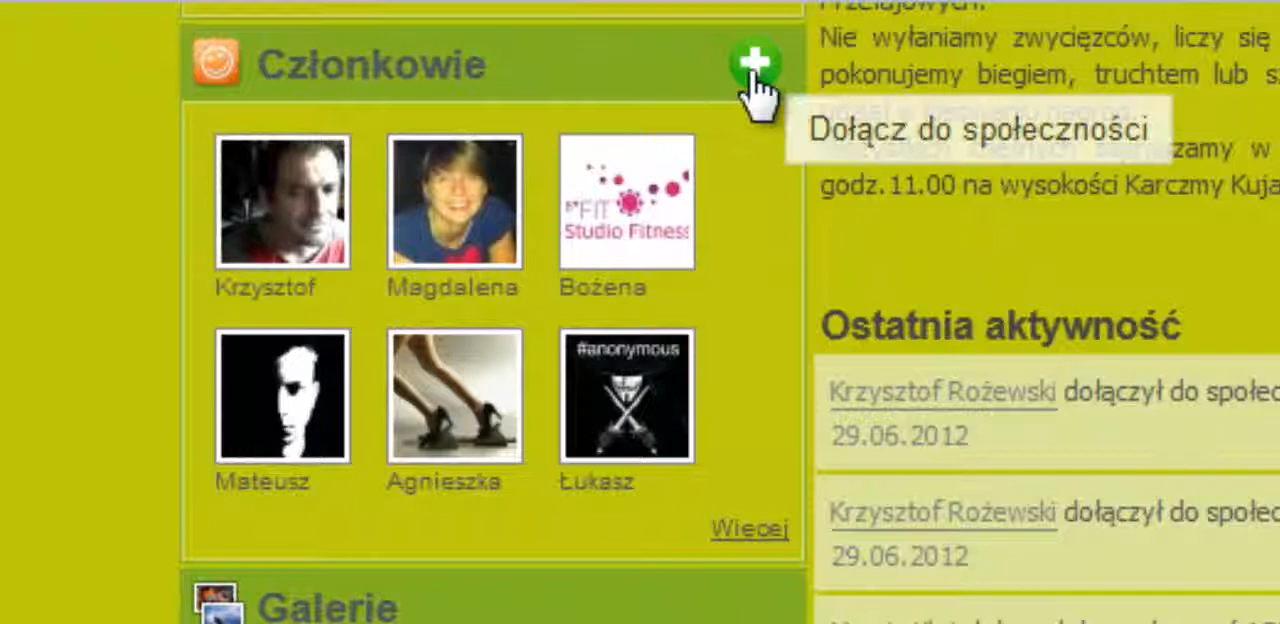 Członkowie
Dołącz do społeczności
Krzysztof
Magdalena
FIT
Studio Fitness
Bożena
Mateusz
Agnieszka
#anonymous
Łukasz
Więcej
Galerie
Nie wyłaniamy zwycięzców, liczy się
pokonujemy biegiem, truchtem lub
zamy w
godz.11.00 na wysokości Karczmy Kuja
Ostatnia aktywność
Krzysztof Rożewski dołączył do społec
29.06.2012
Krzysztof Rożewski dołączył do społec
29.06.2012